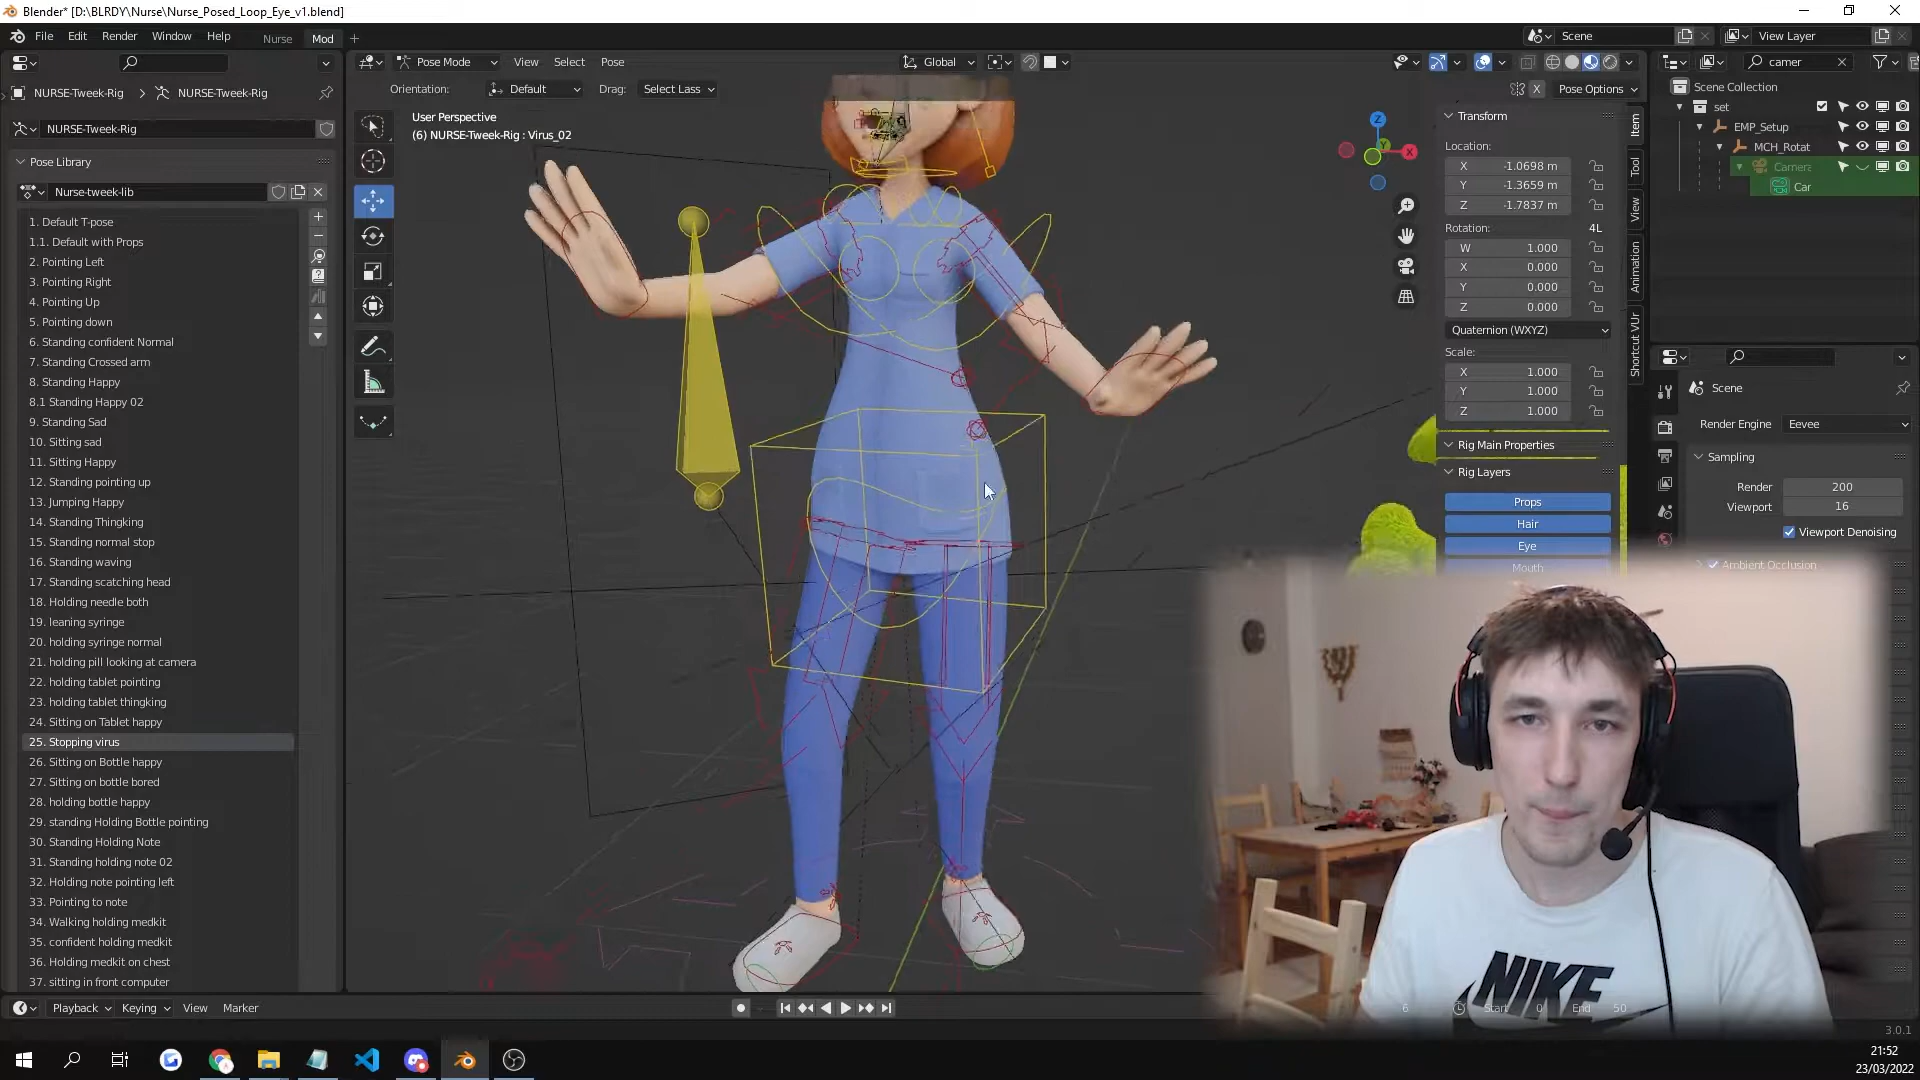 Blender* [D:\BLRDY\Nurse\Nurse_Posed_Loop_Eye_v1.blend]
File Edit Render Window Help Nurse Mod
Scene View Layer
Pose Mode View Select Pose Global
camer
NURSE-Tweek-Rig NURSE-Tweek-Rig
Orientation: Default Drag: Select Lass
X Pose Options
Scene Collection
set
EMP_Setup
MCH_Rotat
Camera
Car
NURSE-Tweek-Rig
Pose Library
Nurse-tweek-lib
1. Default T-pose
1.1. Default with Props
2. Pointing Left
3. Pointing Right
4. Pointing Up
5. Pointing down
6. Standing confident Normal
7. Standing Crossed arm
8. Standing Happy
8.1 Standing Happy 02
9. Standing Sad
10. Sitting sad
11. Sitting Happy
12. Standing pointing up
13. Jumping Happy
14. Standing Thingking
15. Standing normal stop
16. Standing waving
17. Standing scatching head
18. Holding needle both
19. leaning syringe
20. holding syringe normal
21. holding pill looking at camera
22. holding tablet pointing
23. holding tablet thingking
24. Sitting on Tablet happy
25. Stopping virus
26. Sitting on Bottle happy
27. Sitting on bottle bored
28. holding bottle happy
29. standing Holding Bottle pointing
30. Standing Holding Note
31. Standing holding note 02
32. Holding note pointing left
33. Pointing to note
34. Walking holding medkit
35. confident holding medkit
36. Holding medkit on chest
37. sitting in front computer
User Perspective
(6) NURSE-Tweek-Rig : Virus_02
Z
Y
X
Transform
Location:
X -1.0698 m
Y -1.3659 m
Z -1.7837 m
Rotation: 4L
W 1.000
X 0.000
Y 0.000
Z 0.000
Quaternion (WXYZ)
Scale:
X 1.000
Y 1.000
Z 1.000
Rig Main Properties
Rig Layers
Props
Hair
Eye
Mouth
Item
Tool
View
Animation
Shortcut VUr
Scene
Render Engine Eevee
Sampling
Render 200
Viewport 16
Viewport Denoising
Ambient Occlusion
NIKE
Playback Keying View Marker
6 Start 0 End 50
3.0.1
21:52
23/03/2022